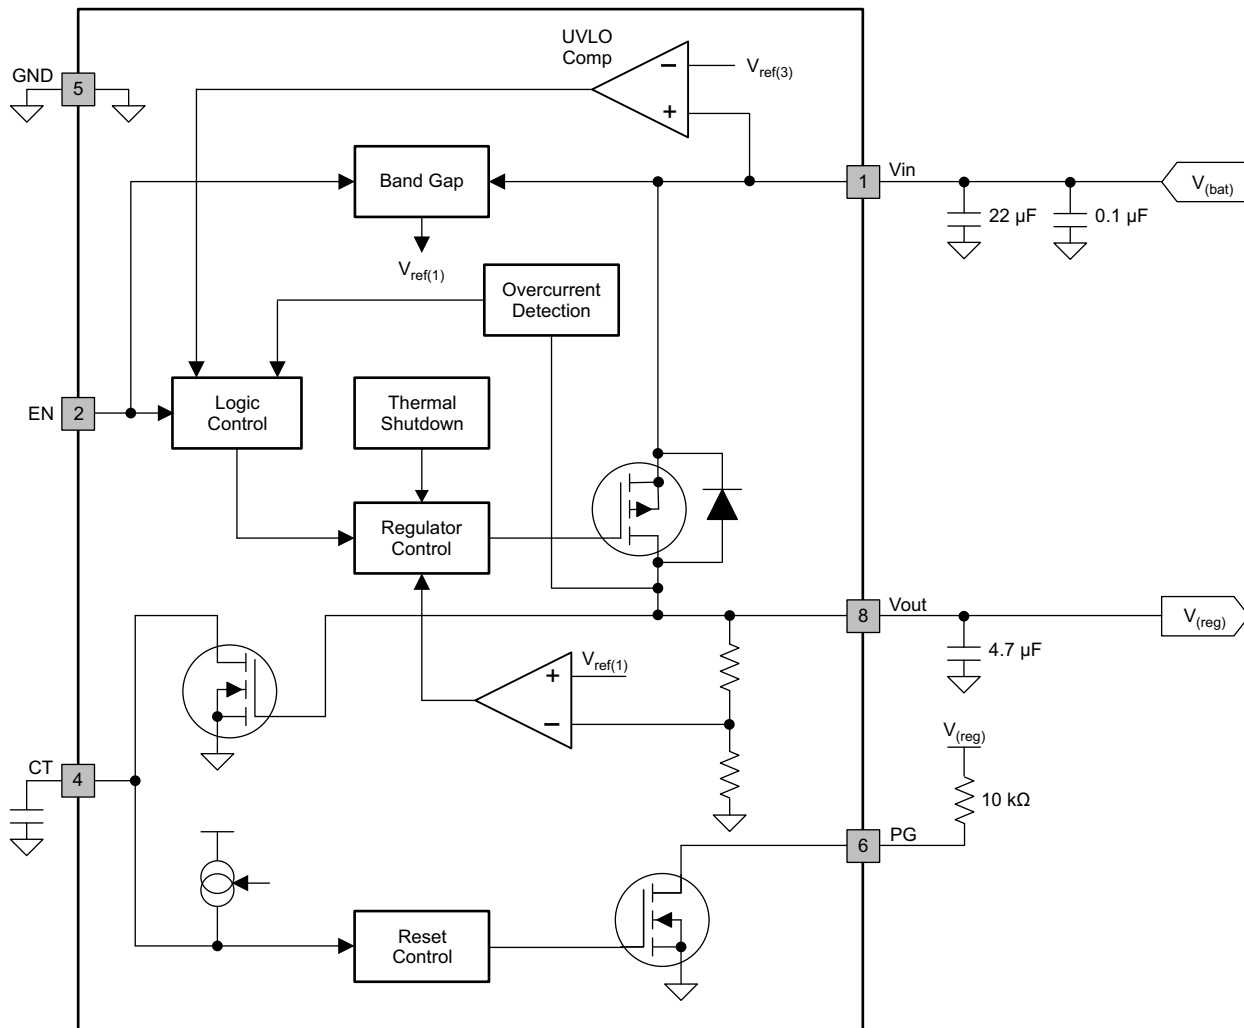 UVLO
Comp
−
+
V_ref(3)
GND
5
Band Gap
V_ref(1)
1
Vin
22 µF
0.1 µF
V_(bat)
Overcurrent
Detection
EN
2
Logic
Control
Thermal
Shutdown
Regulator
Control
8
Vout
V_(reg)
4.7 µF
+
−
V_ref(1)
CT
4
V_(reg)
10 kΩ
6
PG
Reset
Control